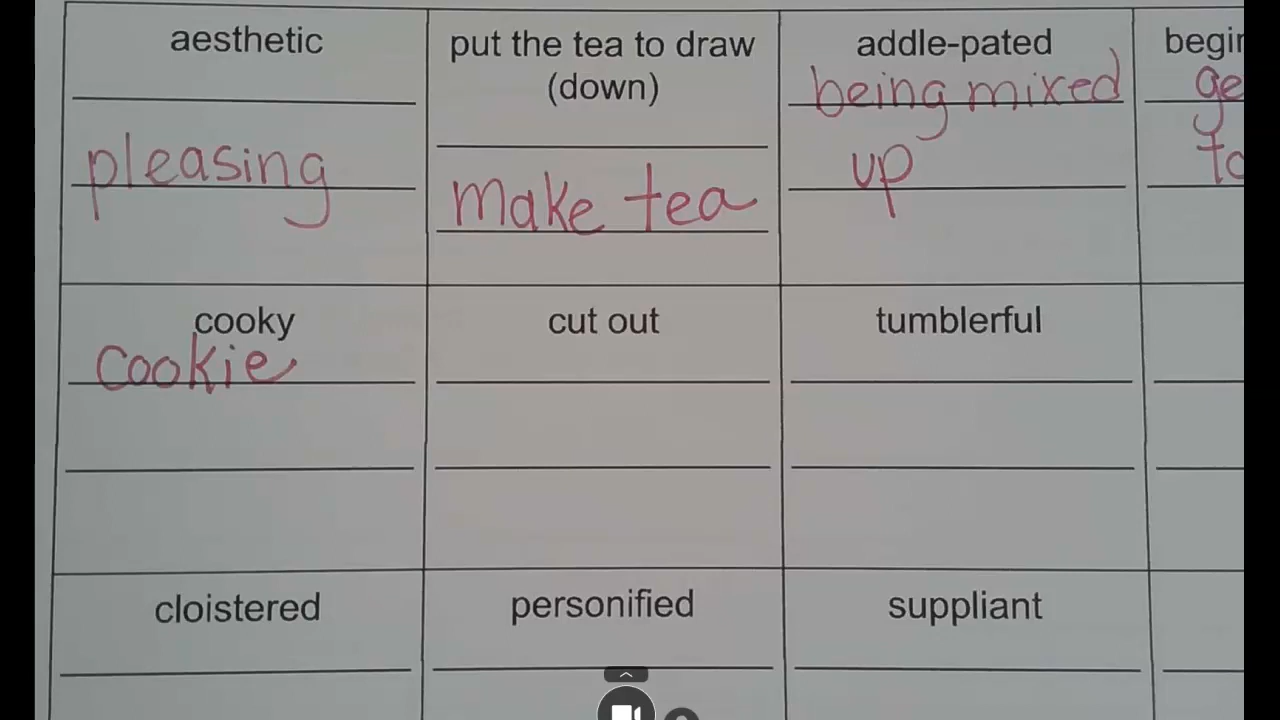 aesthetic
pleasing
put the tea to draw
(down)
make tea
addle-pated
being mixed
up
cooky
cookie
cut out
tumblerful
cloistered
personified
suppliant